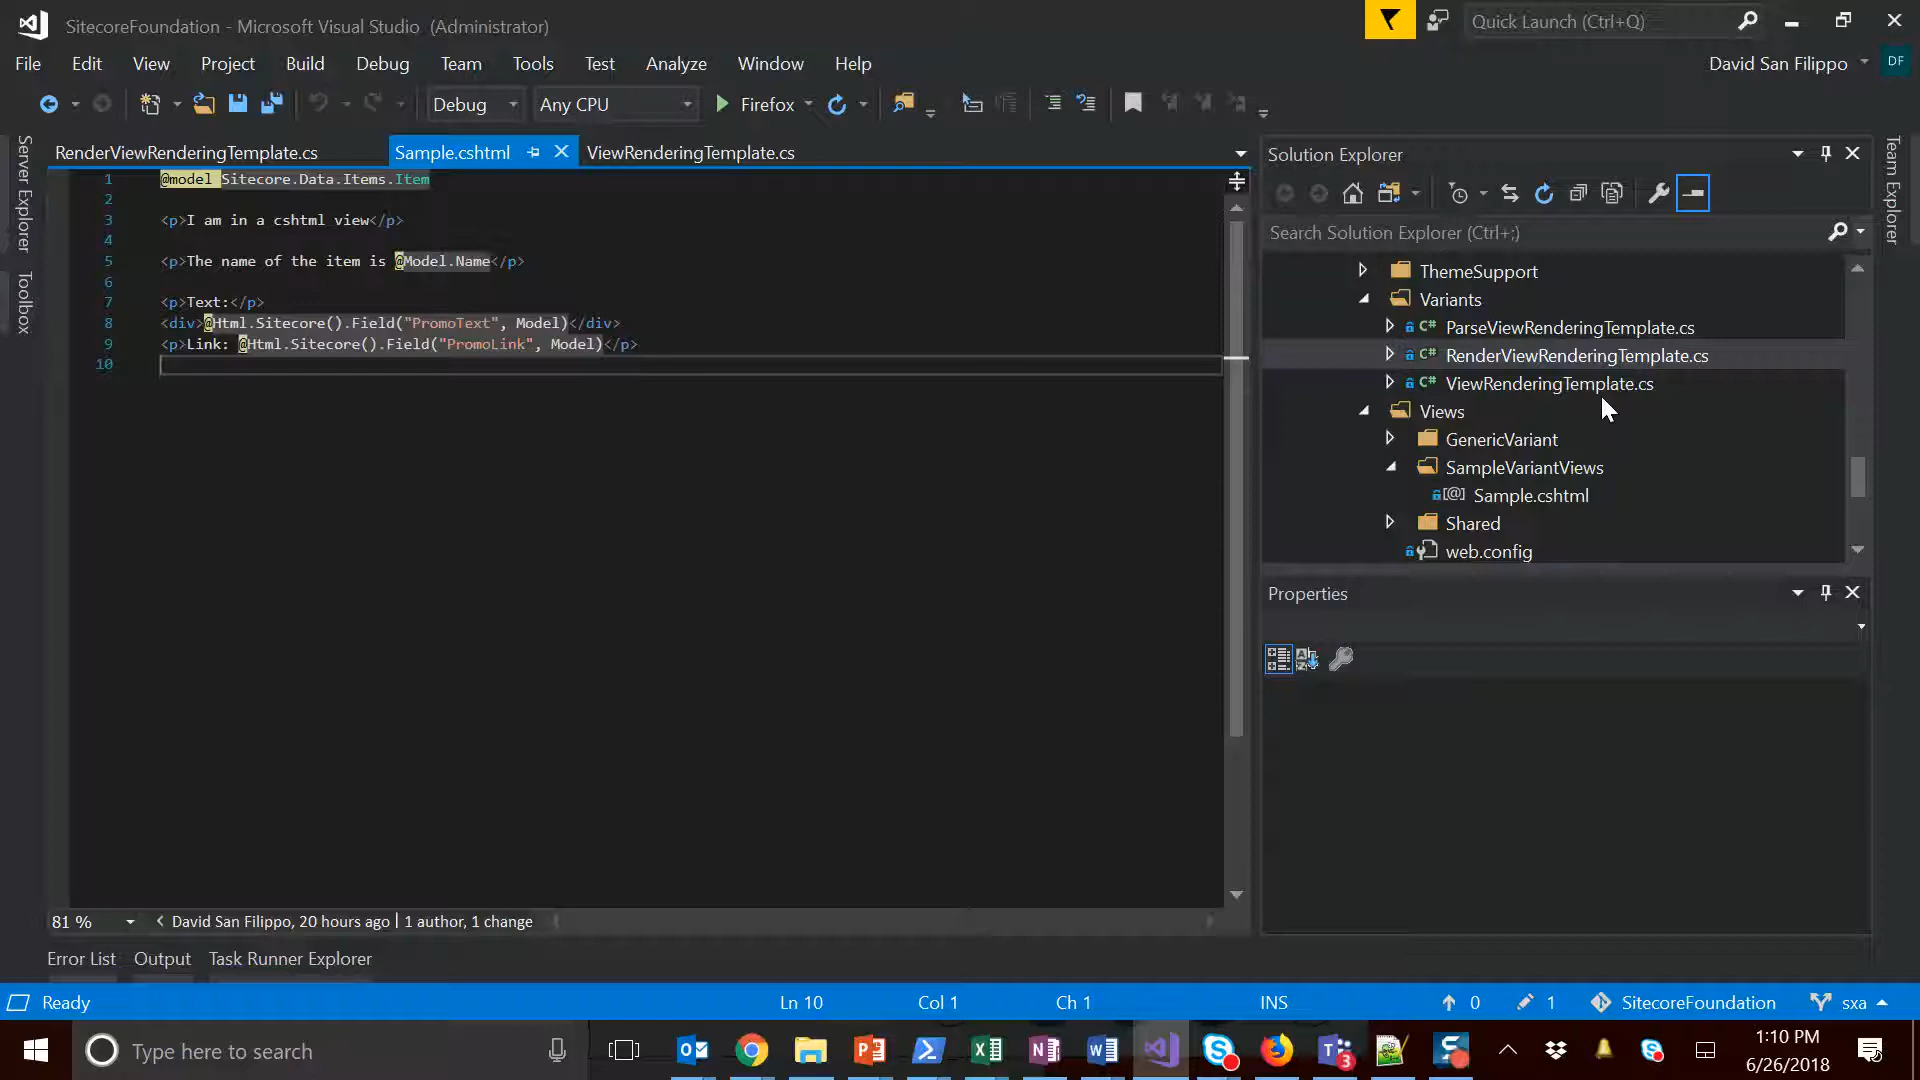 SitecoreFoundation - Microsoft Visual Studio (Administrator)
Quick Launch (Ctrl+Q)
File Edit View Project Build Debug Team Tools Test Analyze Window Help
David San Filippo DF
Debug Any CPU Firefox
Server Explorer
Toolbox
RenderViewRenderingTemplate.cs Sample.cshtml ViewRenderingTemplate.cs
1 @model Sitecore.Data.Items.Item
2
3 <p>I am in a cshtml view</p>
4
5 <p>The name of the item is @Model.Name</p>
6
7 <p>Text:</p>
8 <div>@Html.Sitecore().Field("PromoText", Model)</div>
9 <p>Link: @Html.Sitecore().Field("PromoLink", Model)</p>
10
81 % David San Filippo, 20 hours ago | 1 author, 1 change
Solution Explorer
Search Solution Explorer (Ctrl+;)
ThemeSupport
Variants
C# ParseViewRenderingTemplate.cs
C# RenderViewRenderingTemplate.cs
C# ViewRenderingTemplate.cs
Views
GenericVariant
SampleVariantViews
[@] Sample.cshtml
Shared
web.config
Properties
Team Explorer
Error List Output Task Runner Explorer
Ready Ln 10 Col 1 Ch 1 INS 0 1 SitecoreFoundation sxa
Type here to search
3
1:10 PM
6/26/2018